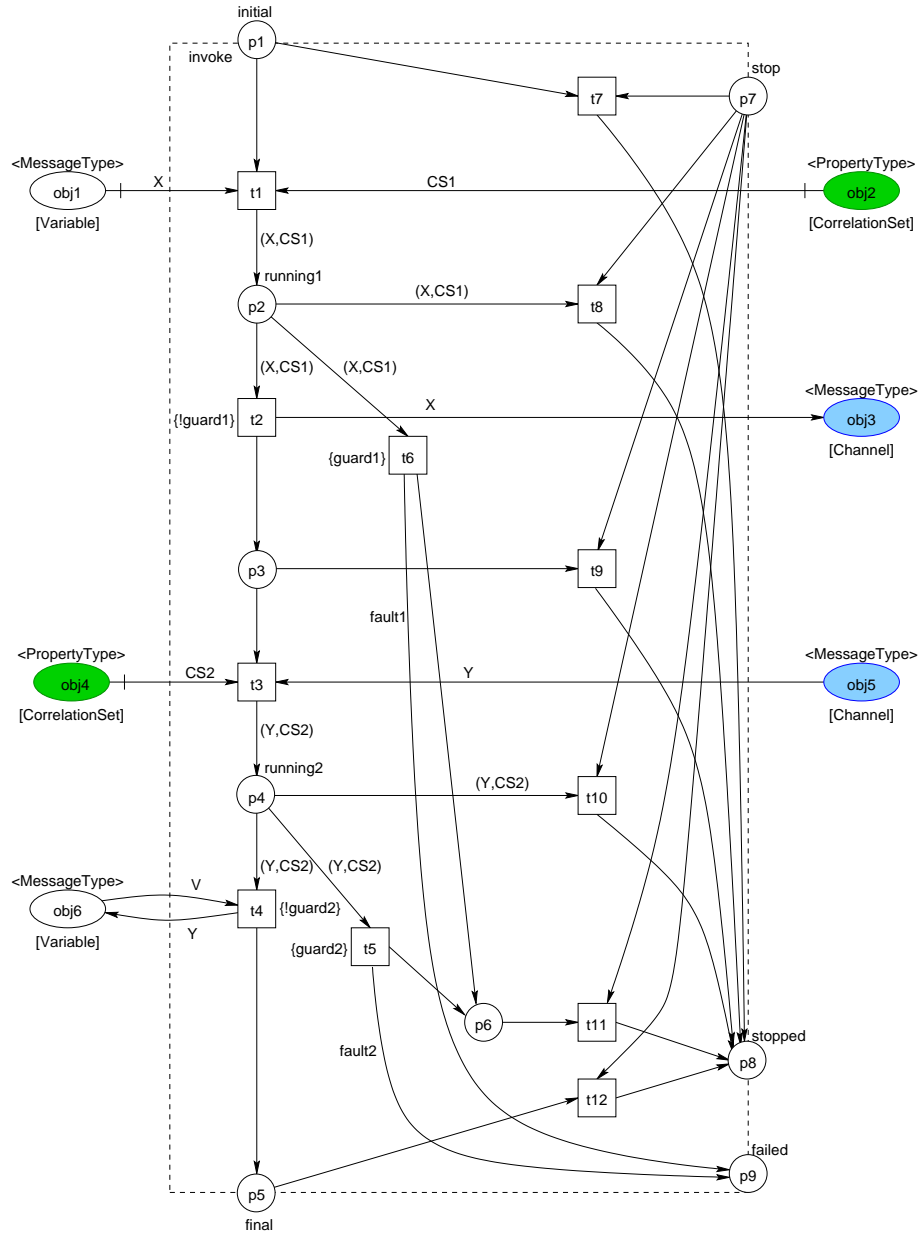 initial
p1
invoke
stop
t7
p7
<MessageType>
<PropertyType>
X
CS1
obj1
t1
obj2
[Variable]
[CorrelationSet]
(X,CS1)
running1
(X,CS1)
p2
t8
(X,CS1)
(X,CS1)
<MessageType>
X
{!guard1}
t2
obj3
{guard1}
t6
[Channel]
p3
t9
fault1
<PropertyType>
<MessageType>
CS2
Y
obj4
t3
obj5
[CorrelationSet]
[Channel]
(Y,CS2)
running2
(Y,CS2)
p4
t10
(Y,CS2)
(Y,CS2)
<MessageType>
V
obj6
t4
{!guard2}
Y
[Variable]
{guard2}
t5
p6
t11
stopped
fault2
p8
t12
failed
p9
p5
final